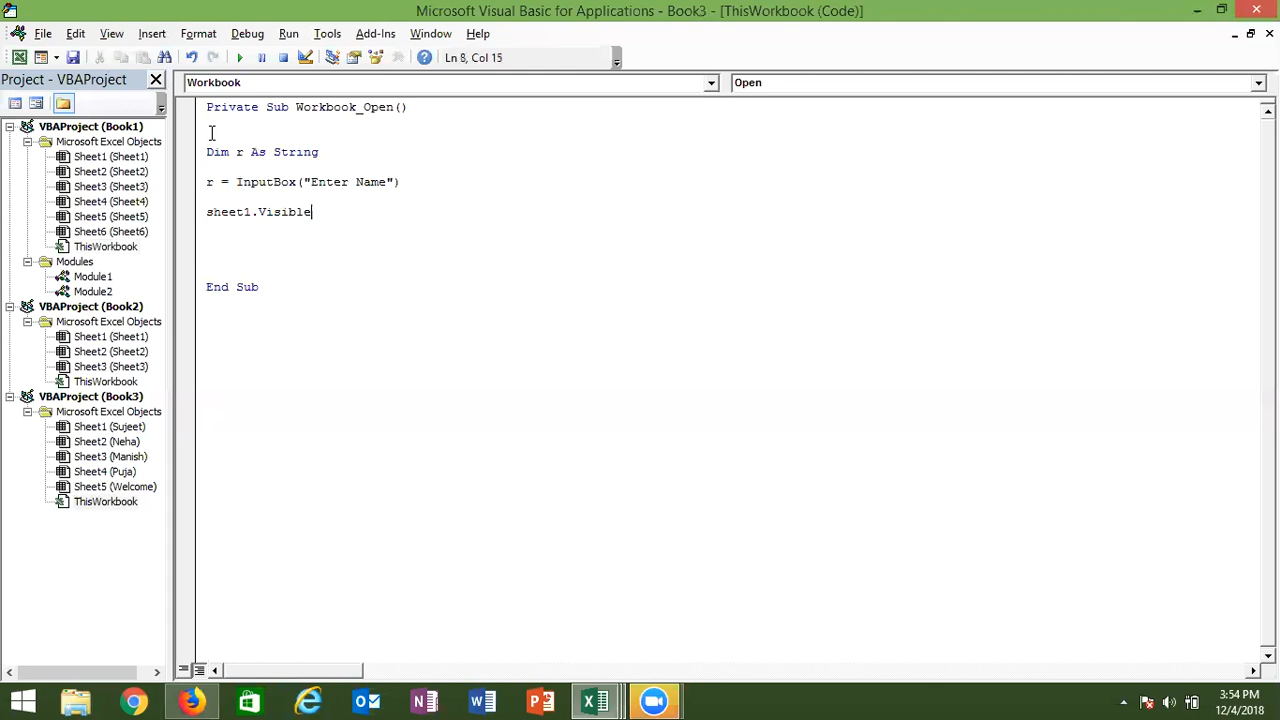 Microsoft Visual Basic for Applications - Book3 - [ThisWorkbook (Code)]
File Edit View Insert Format Debug Run Tools Add-Ins Window Help
Ln 8, Col 15
Project - VBAProject
Workbook
Open
VBAProject (Book1)
Microsoft Excel Objects
Sheet1 (Sheet1)
Sheet2 (Sheet2)
Sheet3 (Sheet3)
Sheet4 (Sheet4)
Sheet5 (Sheet5)
Sheet6 (Sheet6)
ThisWorkbook
Modules
Module1
Module2
VBAProject (Book2)
Microsoft Excel Objects
Sheet1 (Sheet1)
Sheet2 (Sheet2)
Sheet3 (Sheet3)
ThisWorkbook
VBAProject (Book3)
Microsoft Excel Objects
Sheet1 (Sujeet)
Sheet2 (Neha)
Sheet3 (Manish)
Sheet4 (Puja)
Sheet5 (Welcome)
ThisWorkbook
Private Sub Workbook_Open()
Dim r As String
r = InputBox("Enter Name")
sheet1.Visible
End Sub
3:54 PM
12/4/2018